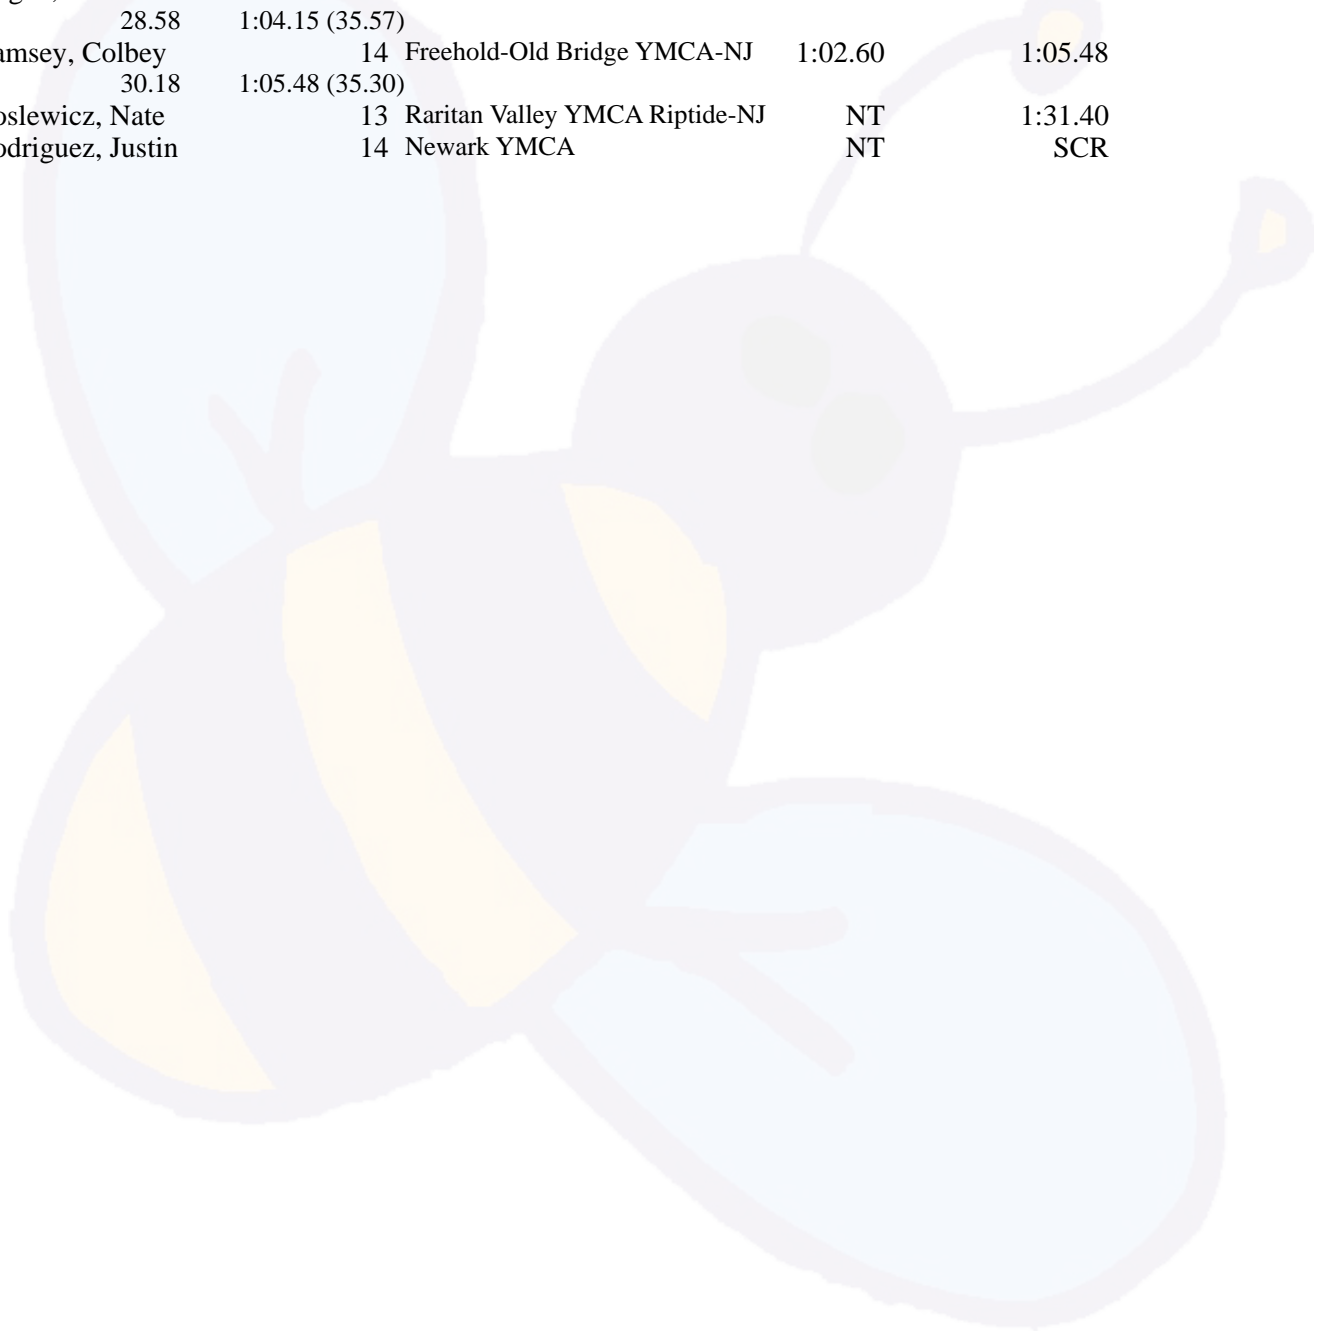 28.58 1:04.15 (35.57)
amsey, Colbey 14 Freehold-Old Bridge YMCA-NJ 1:02.60 1:05.48
30.18 1:05.48 (35.30)
oslewicz, Nate 13 Raritan Valley YMCA Riptide-NJ NT 1:31.40
odriguez, Justin 14 Newark YMCA NT SCR